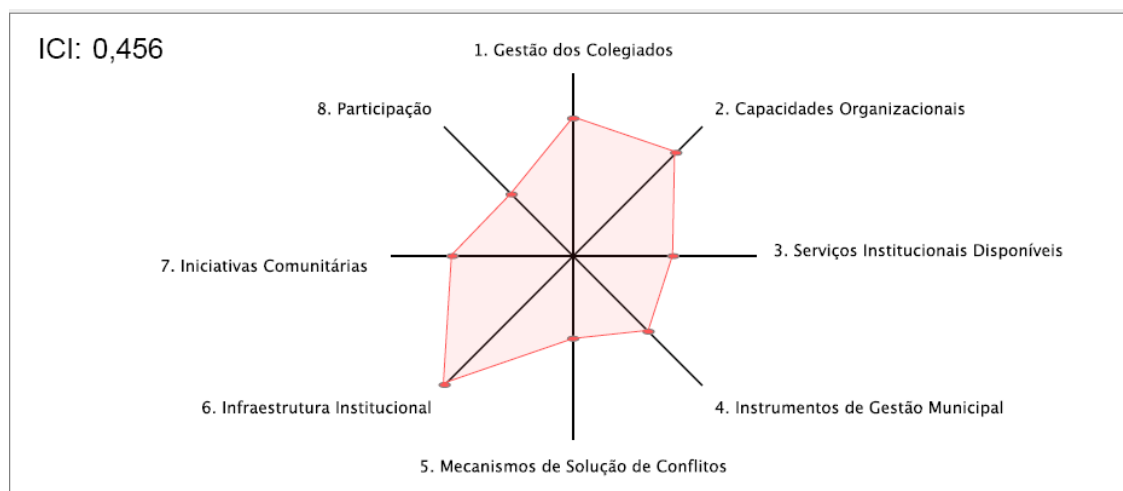 ICI: 0,456
1. Gestão dos Colegiados
8. Participação
2. Capacidades Organizacionais
7. Iniciativas Comunitárias
3. Serviços Institucionais Disponíveis
6. Infraestrutura Institucional
4. Instrumentos de Gestão Municipal
5. Mecanismos de Solução de Conflitos